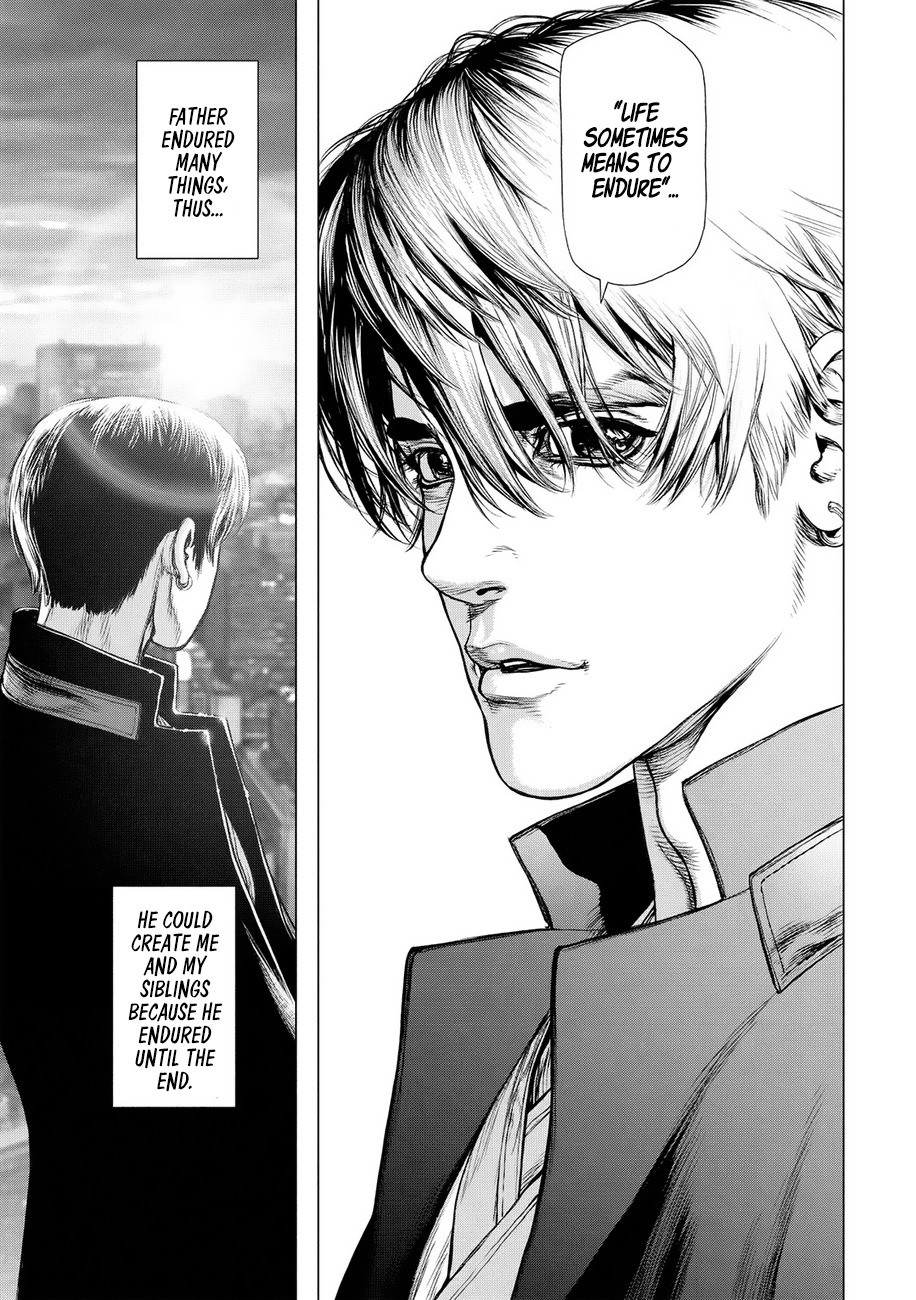 "LIFE
SOMETIMES
MEANS TO
ENDURE"...
FATHER
ENDURED
MANY
THINGS,
THUS...
HE COULD
CREATE ME
AND MY
SIBLINGS
BECAUSE HE
ENDURED
UNTIL THE
END.